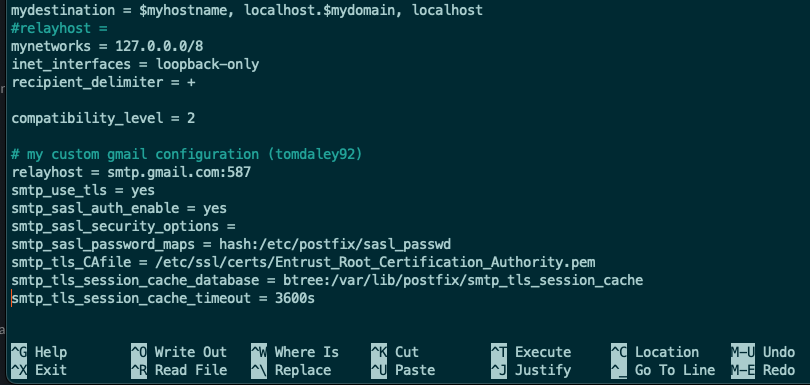 mydestination = $myhostname, localhost.$mydomain, localhost
#relayhost =
mynetworks = 127.0.0.0/8
inet_interfaces = loopback-only
recipient_delimiter = +
compatibility_level = 2
# my custom gmail configuration (tomdaley92)
relayhost = smtp.gmail.com:587
smtp_use_tls = yes
smtp_sasl_auth_enable = yes
smtp_sasl_security_options =
smtp_sasl_password_maps = hash:/etc/postfix/sasl_passwd
smtp_tls_CAfile = /etc/ssl/certs/Entrust_Root_Certification_Authority.pem
smtp_tls_session_cache_database = btree:/var/lib/postfix/smtp_tls_session_cache
smtp_tls_session_cache_timeout = 3600s
^G Help ^O Write Out ^W Where Is ^K Cut ^T Execute ^C Location M-U Undo
^X Exit ^R Read File ^\ Replace ^U Paste ^J Justify ^_ Go To Line M-E Redo